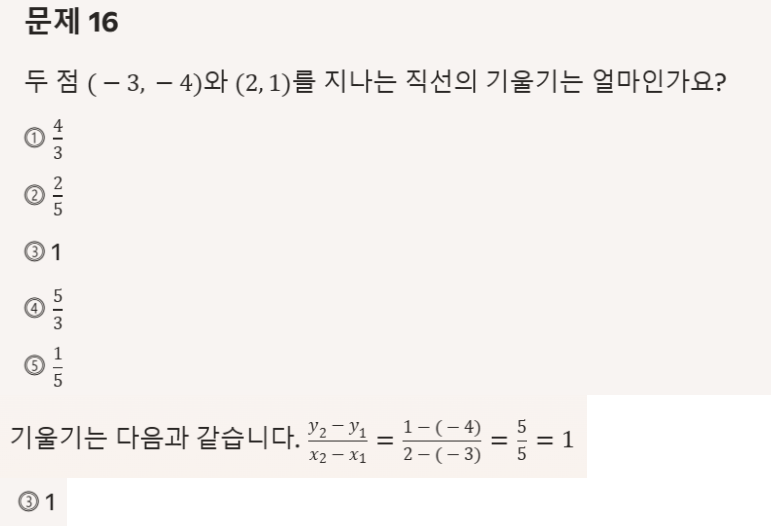 문제 16
두 점 ( − 3, − 4)와 (2, 1)를 지나는 직선의 기울기는 얼마인가요?
① 4/3
② 2/5
③ 1
④ 5/3
⑤ 1/5
기울기는 다음과 같습니다. (y₂ − y₁)/(x₂ − x₁) = (1 − ( − 4))/(2 − ( − 3)) = 5/5 = 1
③ 1